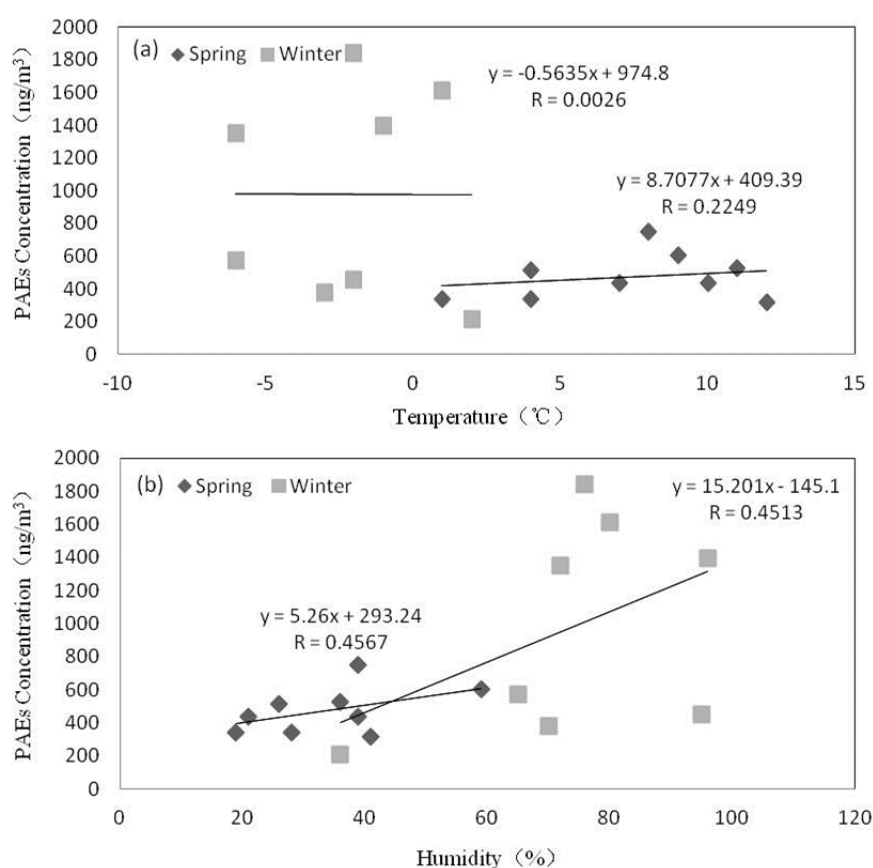 (a) Spring Winter
y = -0.5635x + 974.8
R = 0.0026
y = 8.7077x + 409.39
R = 0.2249
PAEs Concentration（ng/m³）
2000
1800
1600
1400
1200
1000
800
600
400
200
0
-10 -5 0 5 10 15
Temperature（℃）
(b) Spring Winter
y = 15.201x - 145.1
R = 0.4513
y = 5.26x + 293.24
R = 0.4567
PAEs Concentration（ng/m³）
2000
1800
1600
1400
1200
1000
800
600
400
200
0
0 20 40 60 80 100 120
Humidity（%）